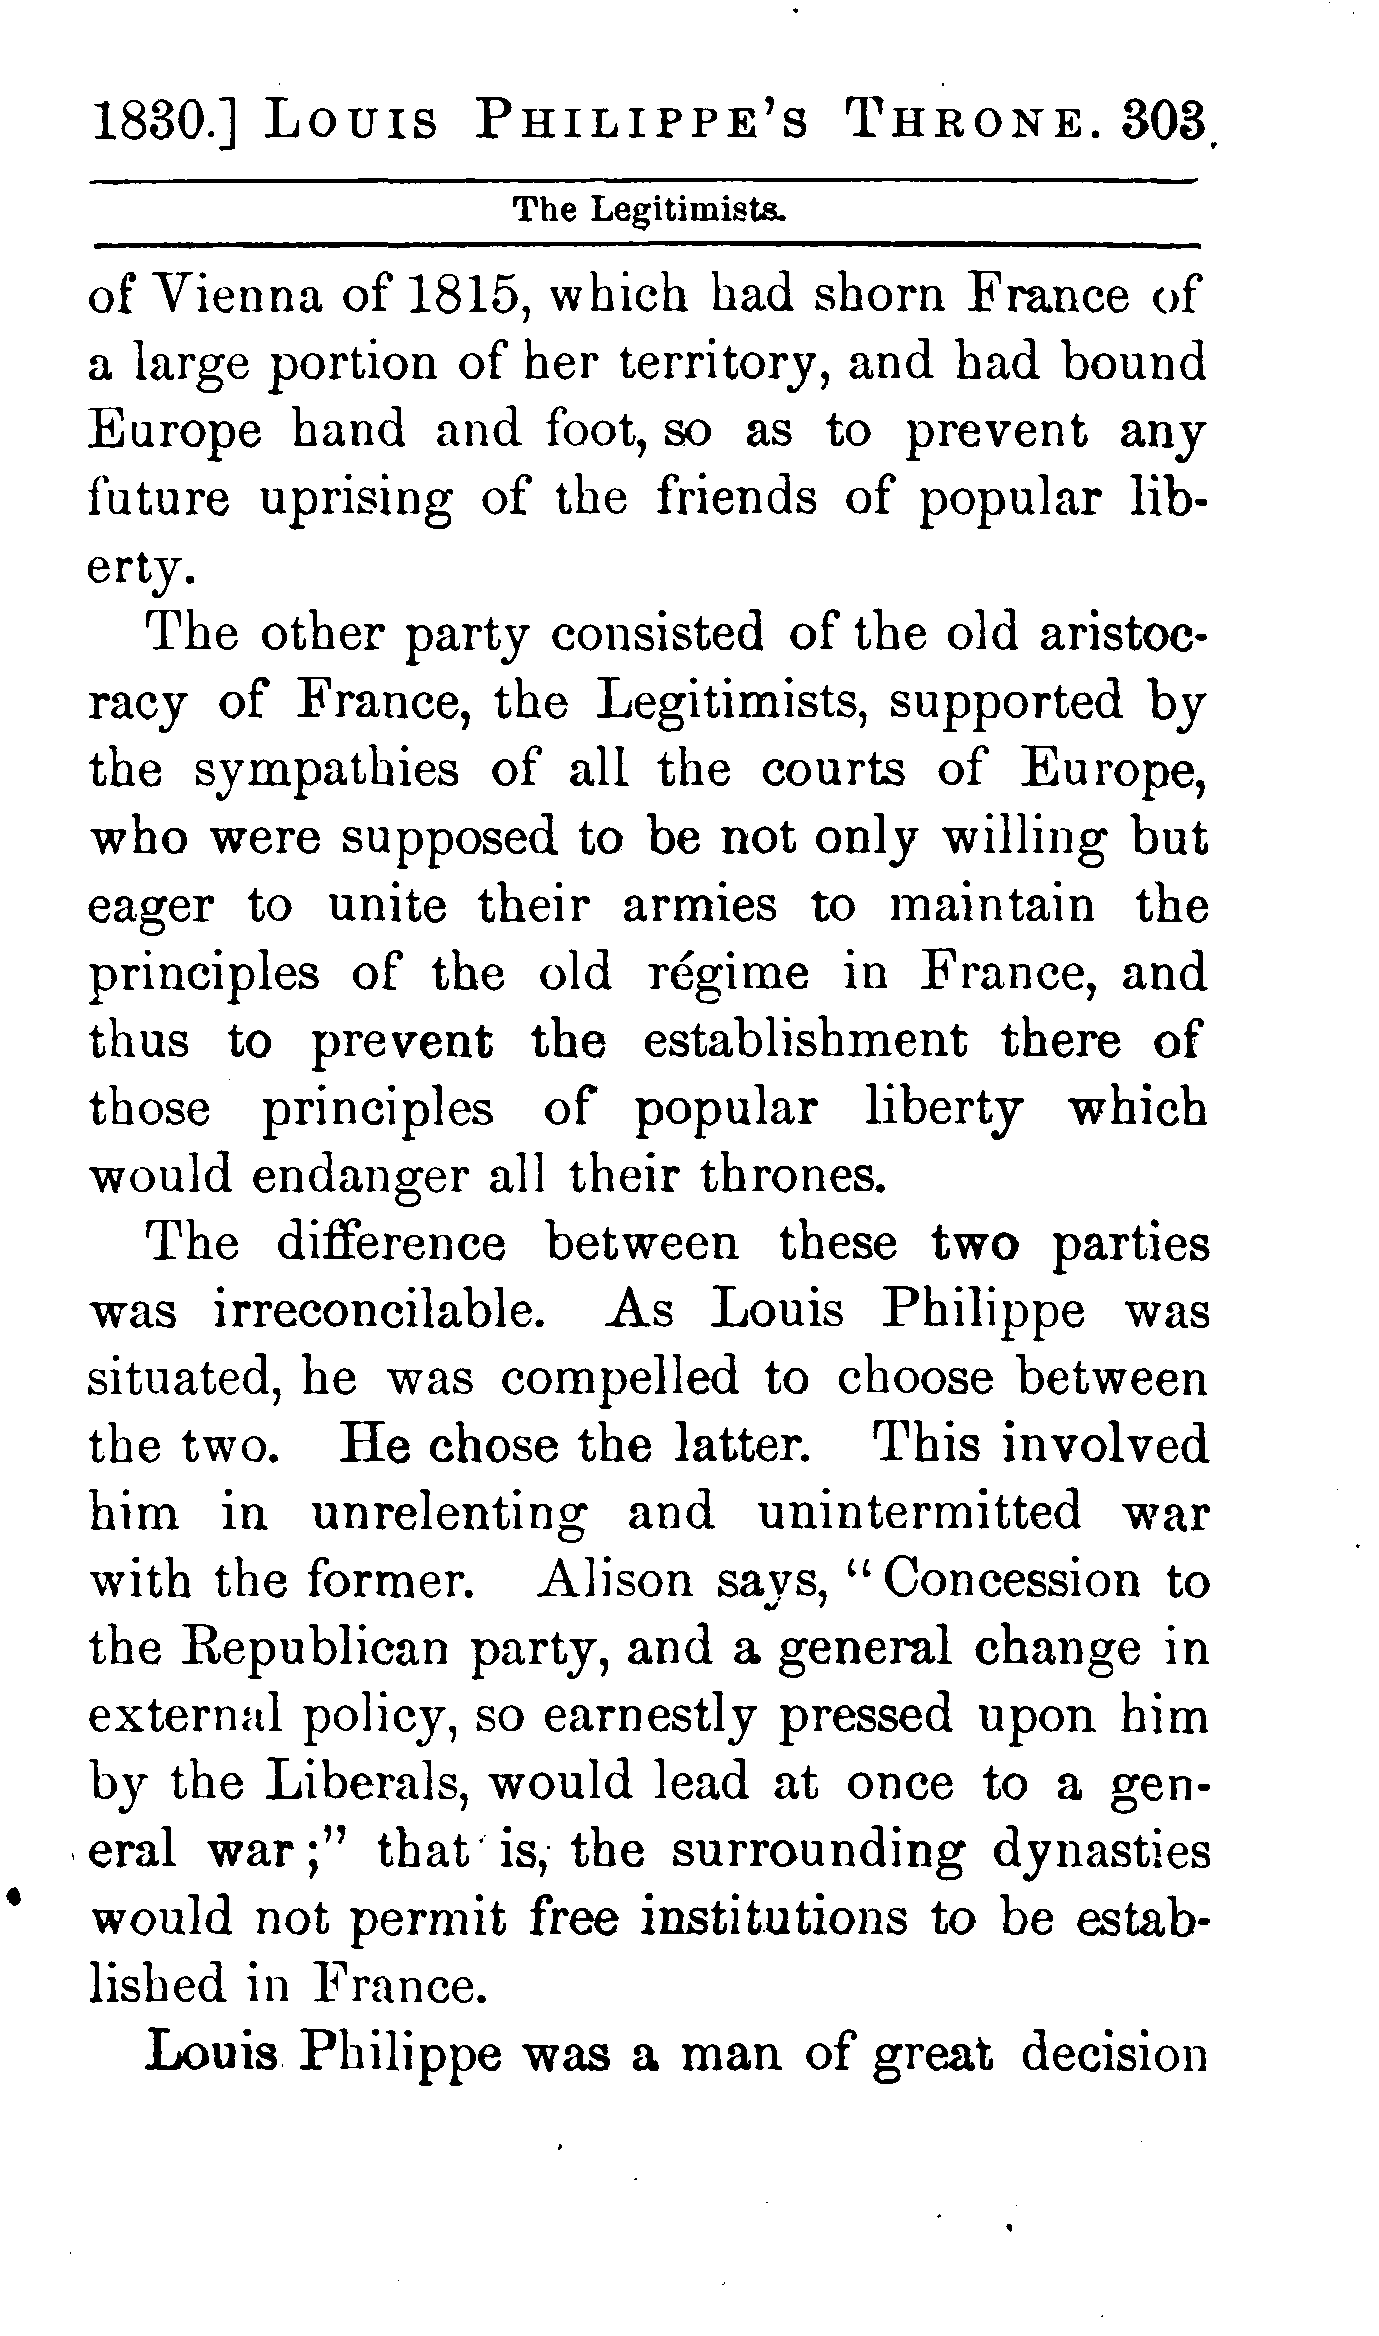 1830.] LOUIS PHILIPPE'S THRONE. 303
The Legitimists.
of Vienna of 1815, which had shorn France of
a large portion of her territory, and had bound
Europe hand and foot, so as to prevent any
future uprising of the friends of popular lib-
erty.
The other party consisted of the old aristoc-
racy of France, the Legitimists, supported by
the sympathies of all the courts of Europe,
who were supposed to be not only willing but
eager to unite their armies to maintain the
principles of the old régime in France, and
thus to prevent the establishment there of
those principles of popular liberty which
would endanger all their thrones.
The difference between these two parties
was irreconcilable. As Louis Philippe was
situated, he was compelled to choose between
the two. He chose the latter. This involved
him in unrelenting and unintermitted war
with the former. Alison says, "Concession to
the Republican party, and a general change in
external policy, so earnestly pressed upon him
by the Liberals, would lead at once to a gen-
eral war;" that is, the surrounding dynasties
would not permit free institutions to be estab-
lished in France.
Louis Philippe was a man of great decision